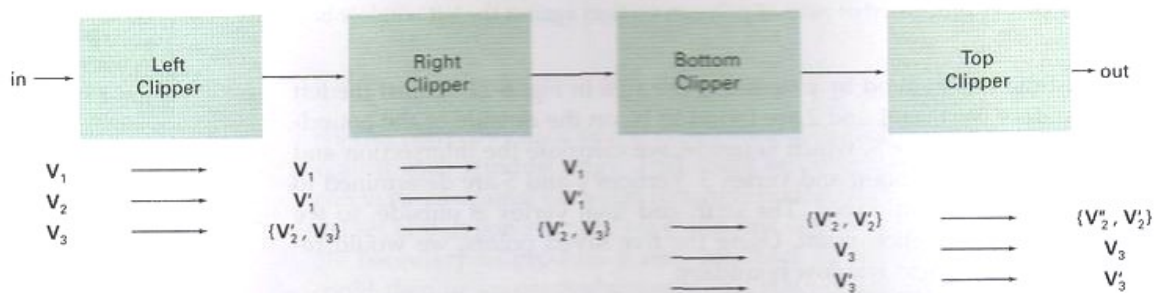 in
Left
Clipper
Right
Clipper
Bottom
Clipper
Top
Clipper
out
V₁ V₁ V₁
V₂ V′₁ V′₁
V₃ {V′₂, V₃} {V′₂, V₃} {V″₂, V′₂} {V″₂, V′₂}
V₃ V₃
V′₃ V′₃